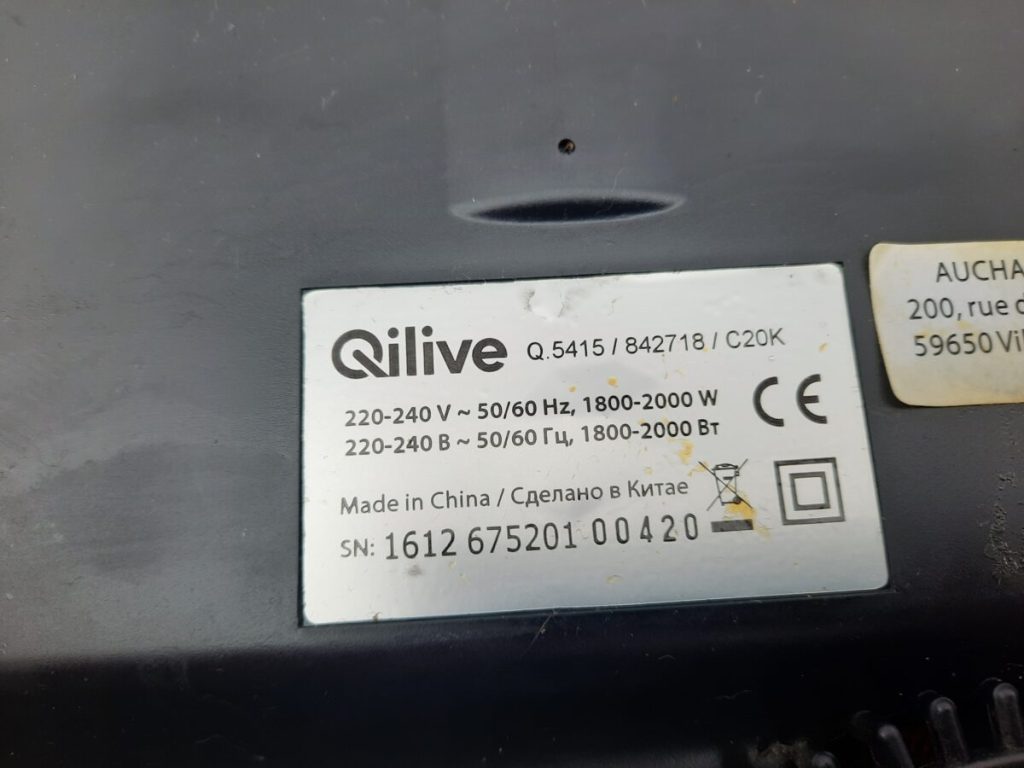 Qilive Q.5415 / 842718 / C20K
220-240 V ~ 50/60 Hz, 1800-2000 W
220-240 В ~ 50/60 Гц, 1800-2000 Вт
CE
Made in China / Сделано в Китае
SN: 1612 675201 00420
AUCHA
200, rue d
59650 Vil